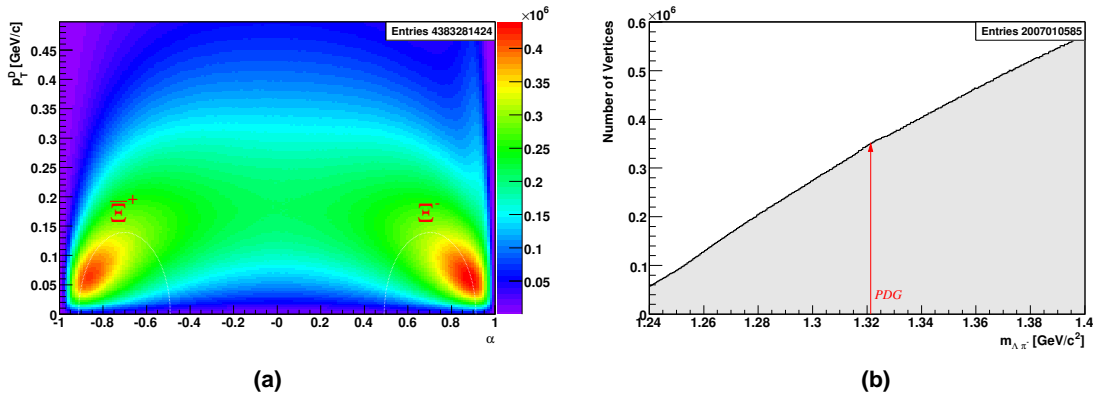 ×10⁶
Entries 4383281424
p_T^D [GeV/c]
0.45
0.4
0.35
0.3
0.25
0.2
0.15
0.1
0.05
0
Ξ̅⁺
Ξ⁻
-1 -0.8 -0.6 -0.4 -0.2 -0 0.2 0.4 0.6 0.8 1
α
0.4
0.35
0.3
0.25
0.2
0.15
0.1
0.05
(a)
×10⁶
Entries 2007010585
Number of Vertices
0.6
0.5
0.4
0.3
0.2
0.1
0
PDG
1.24 1.26 1.28 1.3 1.32 1.34 1.36 1.38 1.4
m_Λπ⁻ [GeV/c²]
(b)